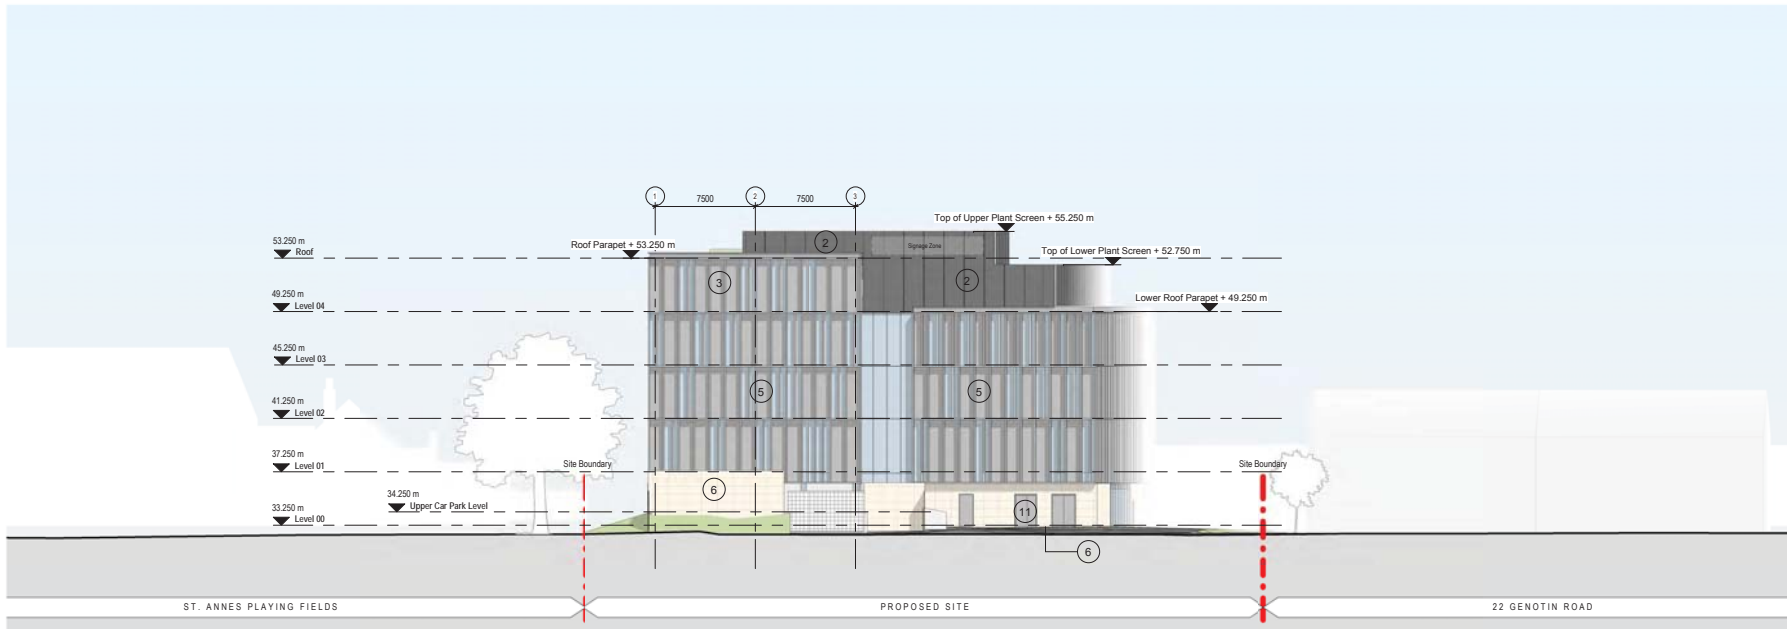 1
7500
2
7500
3
Top of Upper Plant Screen + 55.250 m
53.250 m
Roof
Roof Parapet + 53.250 m
2
Signage Zone
Top of Lower Plant Screen + 52.750 m
3
2
49.250 m
Level 04
Lower Roof Parapet + 49.250 m
45.250 m
Level 03
5
5
41.250 m
Level 02
37.250 m
Level 01
Site Boundary
Site Boundary
6
34.250 m
Upper Car Park Level
33.250 m
Level 00
11
6
ST. ANNES PLAYING FIELDS
PROPOSED SITE
22 GENOTIN ROAD